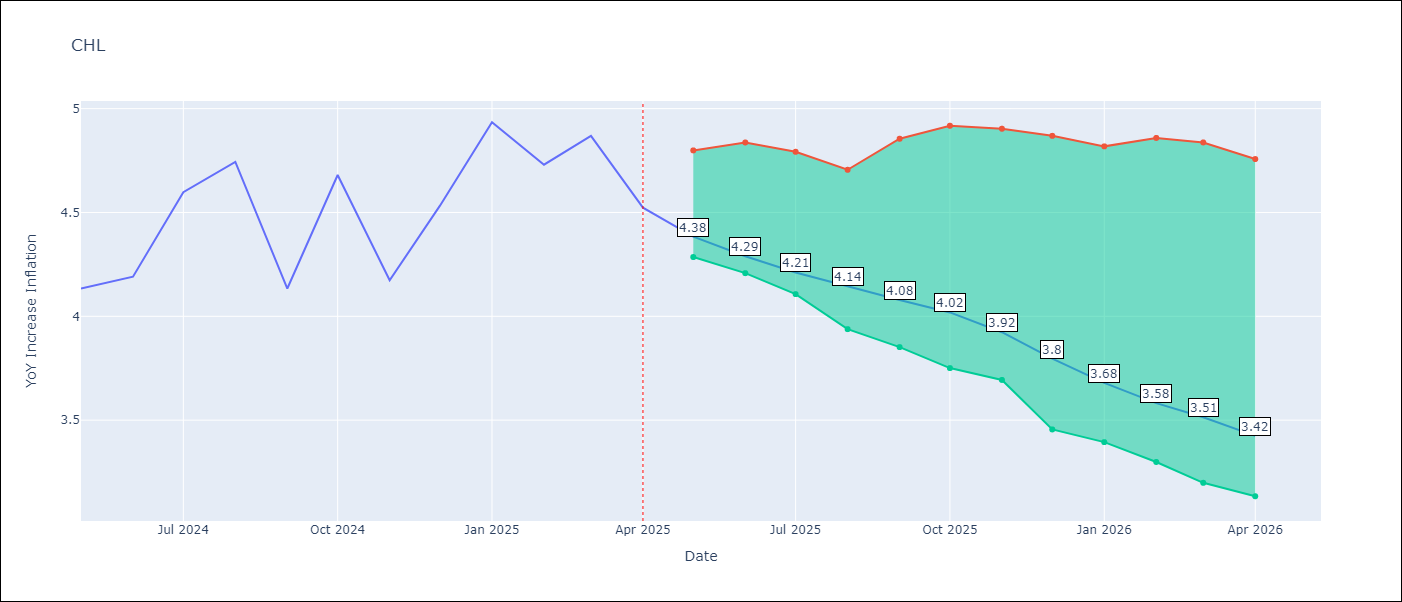 CHL
YoY Increase Inflation
5
4.5
4
3.5
4.38
4.29
4.21
4.14
4.08
4.02
3.92
3.8
3.68
3.58
3.51
3.42
Jul 2024
Oct 2024
Jan 2025
Apr 2025
Jul 2025
Oct 2025
Jan 2026
Apr 2026
Date